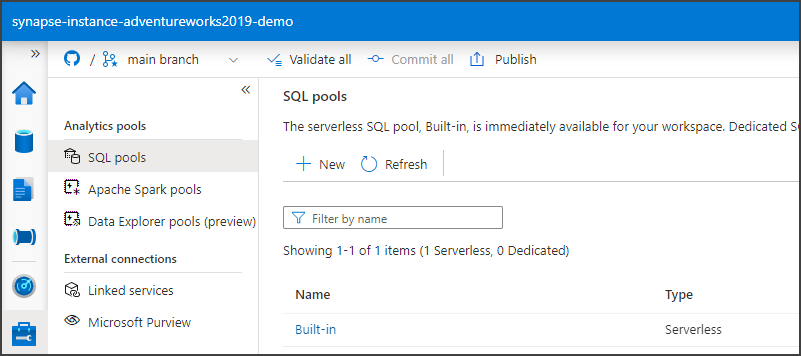 synapse-instance-adventureworks2019-demo
»
/ main branch Validate all Commit all Publish
«
Analytics pools
SQL pools
Apache Spark pools
Data Explorer pools (preview)
External connections
Linked services
Microsoft Purview
SQL pools
The serverless SQL pool, Built-in, is immediately available for your workspace. Dedicated
New Refresh
Filter by name
Showing 1-1 of 1 items (1 Serverless, 0 Dedicated)
Name Type
Built-in Serverless